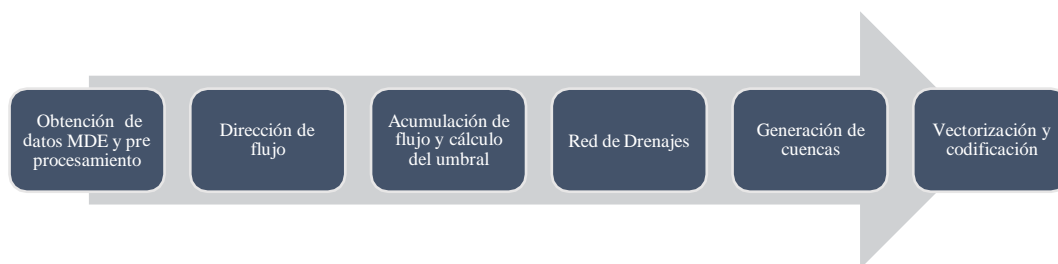 Obtención de
datos MDE y pre
procesamiento
Dirección de
flujo
Acumulación de
flujo y cálculo
del umbral
Red de Drenajes
Generación de
cuencas
Vectorización y
codificación